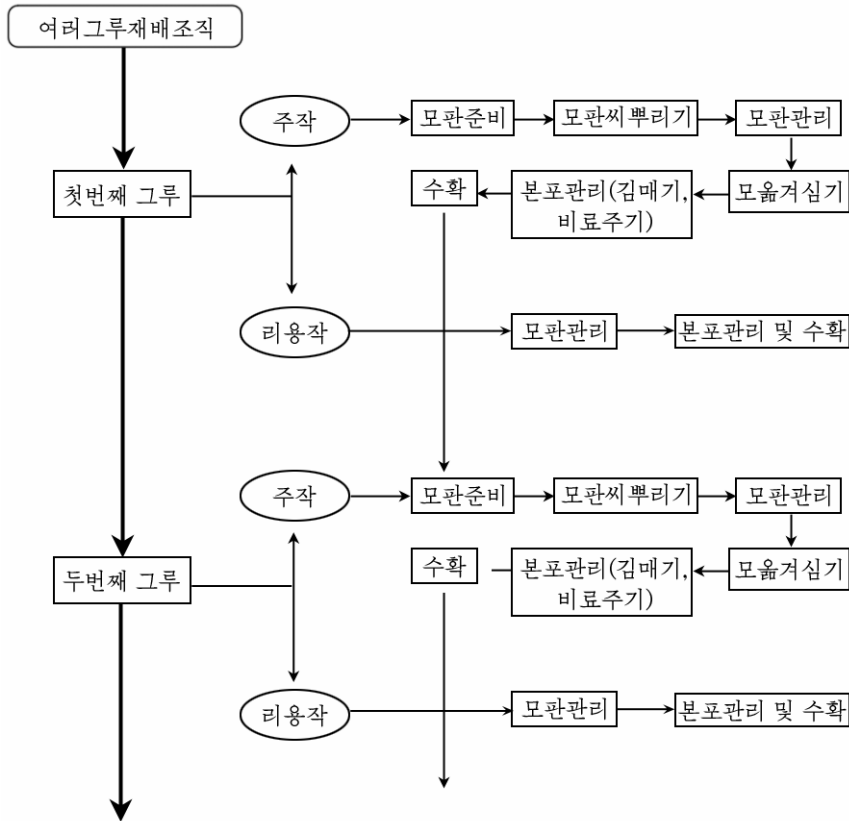 여러그루재배조직
주작
모판준비
모판씨뿌리기
모판관리
첫번째 그루
수확
본포관리(김매기,
비료주기)
모옮겨심기
리용작
모판관리
본포관리 및 수확
주작
모판준비
모판씨뿌리기
모판관리
두번째 그루
수확
본포관리(김매기,
비료주기)
모옮겨심기
리용작
모판관리
본포관리 및 수확